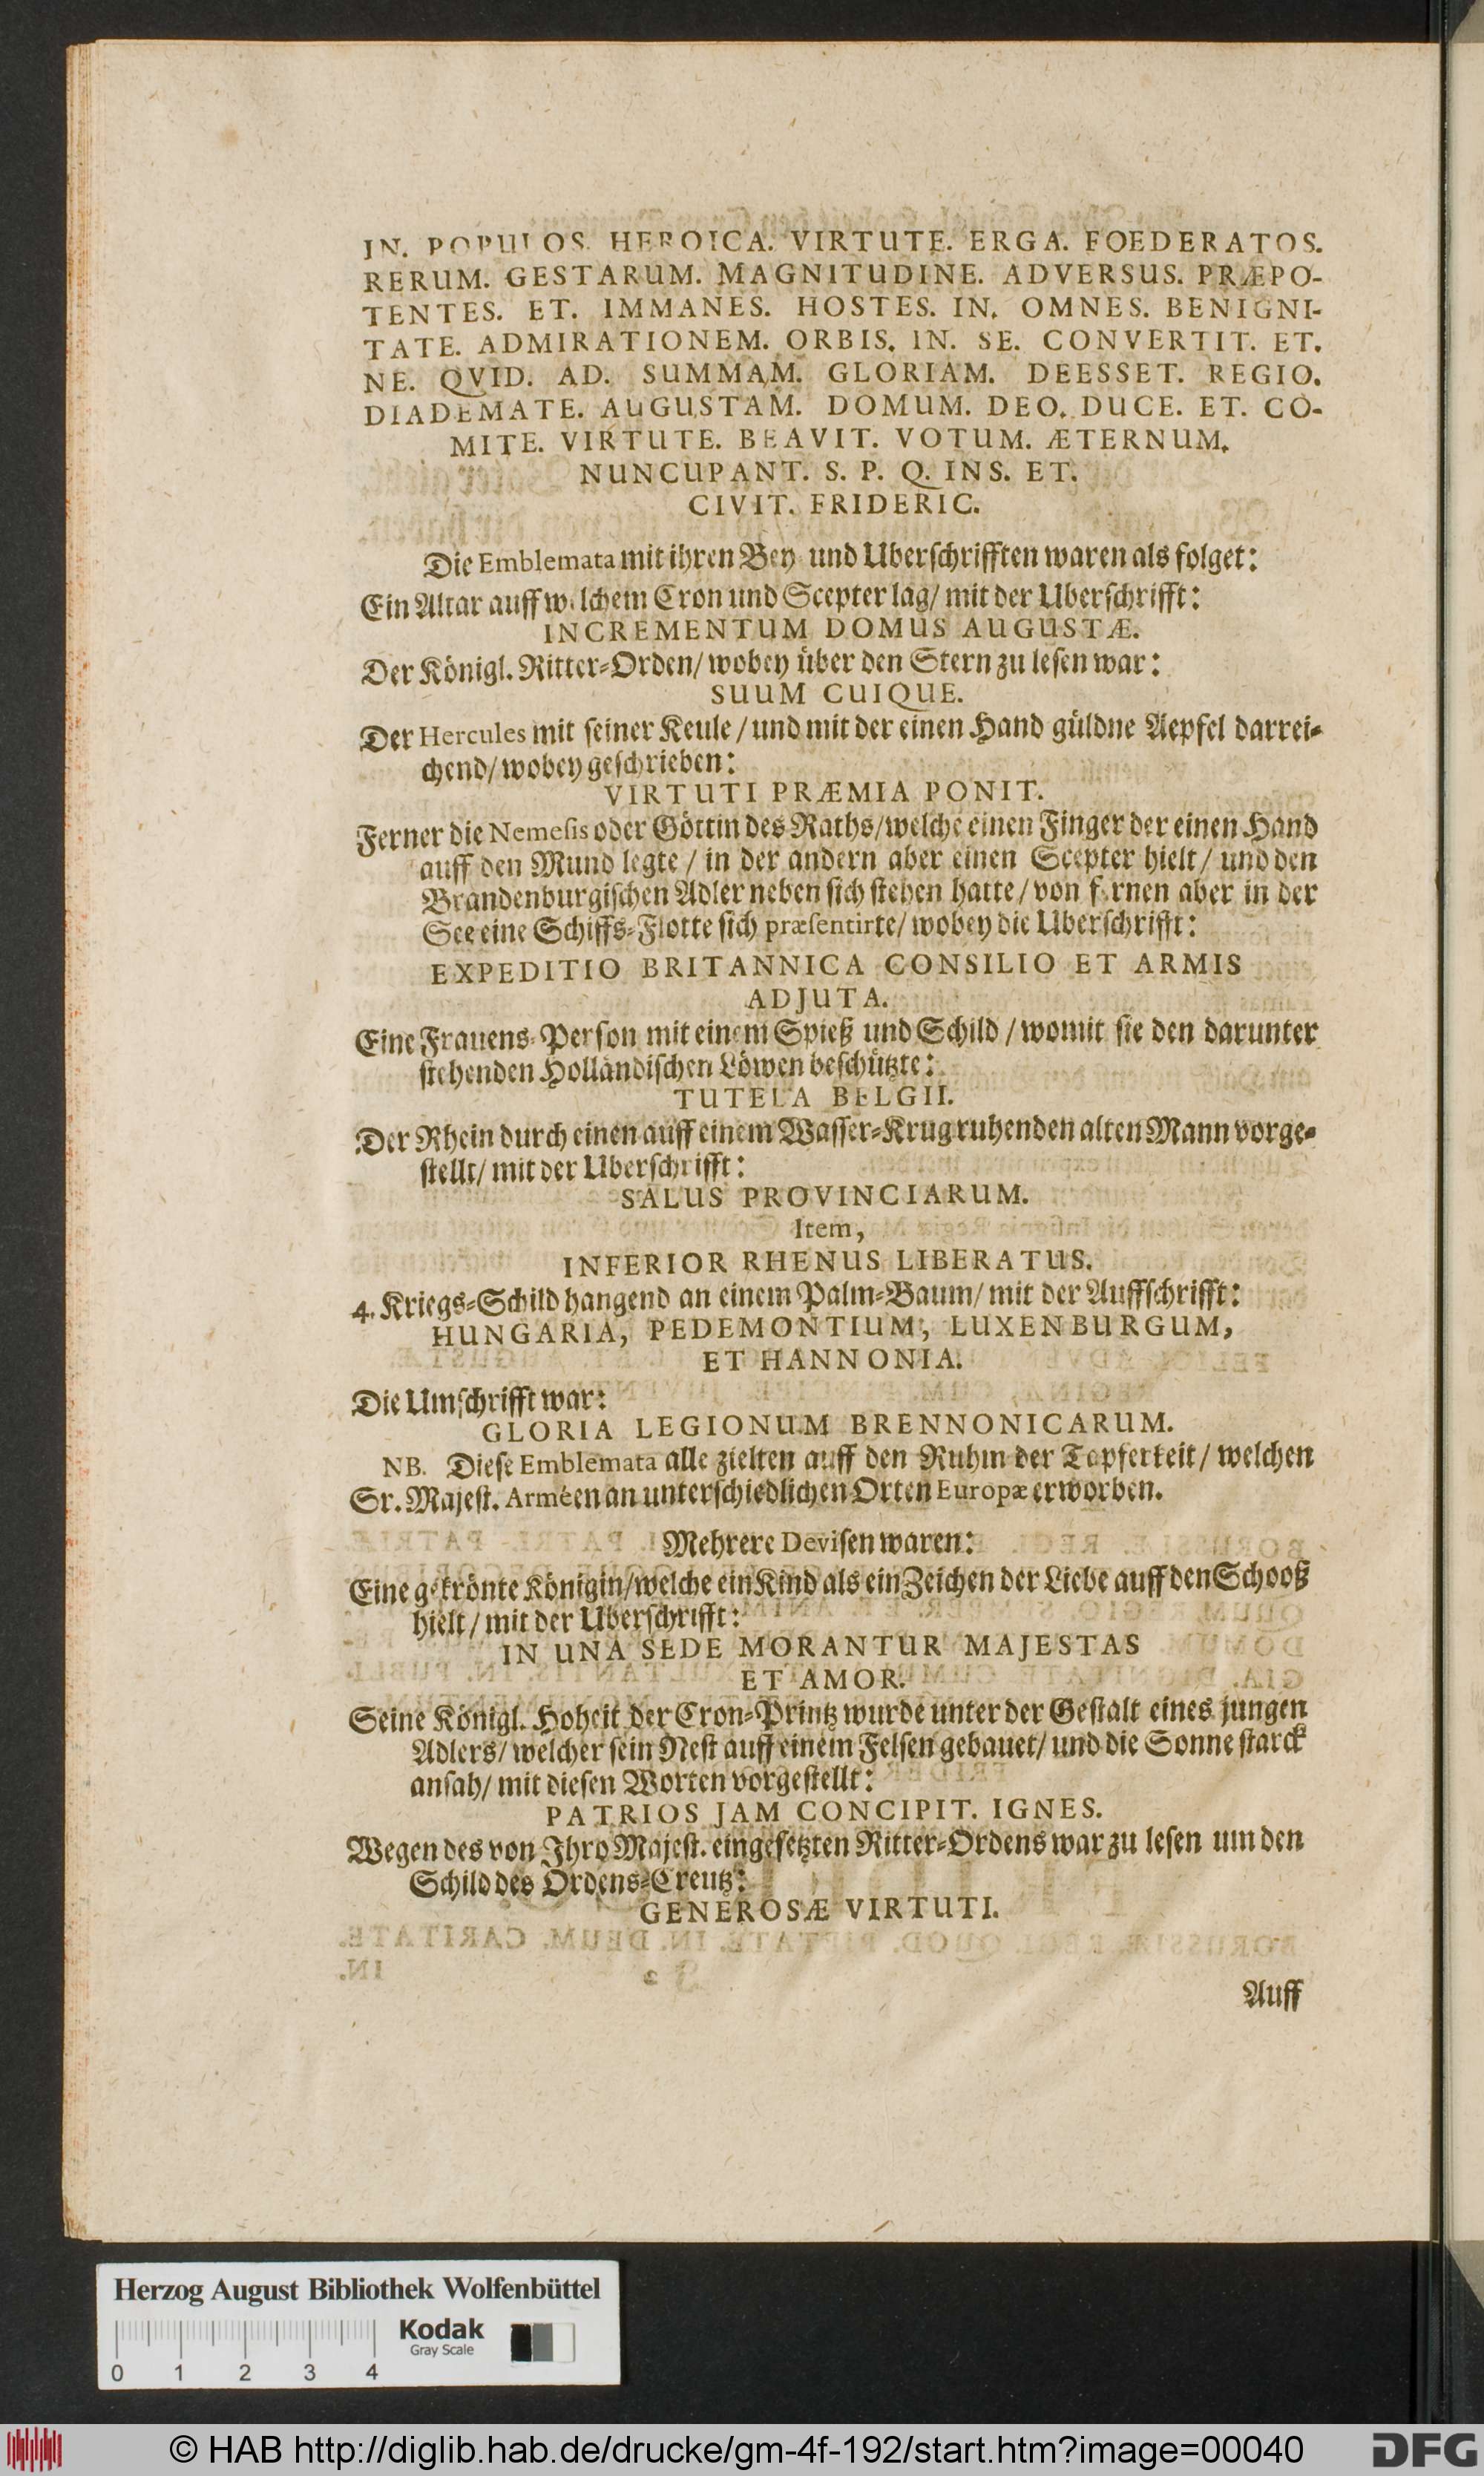 IN. POPULOS. HEROICA. VIRTUTE. ERGA. FOEDERATOS.
RERUM. GESTARUM. MAGNITUDINE. ADVERSUS. PRÆPO-
TENTES. ET. IMMANES. HOSTES. IN. OMNES. BENIGNI-
TATE. ADMIRATIONEM. ORBIS. IN. SE. CONVERTIT. ET.
NE. QVID. AD. SUMMAM. GLORIAM. DEESSET. REGIO.
DIADEMATE. AUGUSTAM. DOMUM. DEO. DUCE. ET. CO-
MITE. VIRTUTE. BEAVIT. VOTUM. ÆTERNUM.
NUNCUPANT. S. P. Q. INS. ET.
CIVIT. FRIDERIC.
Die Emblemata mit ihren Bey und Uberschrifften waren als folget:
Ein Altar auff welchem Cron und Scepter lag/ mit der Uberschrifft:
INCREMENTUM DOMUS AUGUSTÆ.
Der Königl. Ritter-Orden/ wobey über den Stern zu lesen war:
SUUM CUIQUE.
Der Hercules mit seiner Keule / und mit der einen Hand güldne Aepfel darrei-
chend/ wobey geschrieben:
VIRTUTI PRÆMIA PONIT.
Ferner die Nemesis oder Göttin des Raths/welche einen Finger der einen Hand
auff den Mund legte / in der andern aber einen Scepter hielt / und den
Brandenburgischen Adler neben sich stehen hatte / von fernen aber in der
See eine Schiffs-Flotte sich præsentirte/ wobey die Uberschrifft:
EXPEDITIO BRITANNICA CONSILIO ET ARMIS
ADJUTA.
Eine Frauens-Person mit einem Spieß und Schild / womit sie den darunter
stehenden Holländischen Löwen beschützte:
TUTELA BELGII.
Der Rhein durch einen auff einem Wasser-Krug ruhenden alten Mann vorge-
stellt/ mit der Uberschrifft:
SALUS PROVINCIARUM.
Item,
INFERIOR RHENUS LIBERATUS.
4. Kriegs-Schild hangend an einem Palm-Baum/ mit der Auffschrifft:
HUNGARIA, PEDEMONTIUM, LUXENBURGUM,
ET HANNONIA.
Die Umschrifft war:
GLORIA LEGIONUM BRENNONICARUM.
NB. Diese Emblemata alle zielten auff den Ruhm der Tapferkeit / welchen
Sr. Majest. Arméen an unterschiedlichen Orten Europæ erworben.
Mehrere Devisen waren:
Eine gekrönte Königin/welche ein Kind als ein Zeichen der Liebe auff den Schooß
hielt / mit der Uberschrifft:
IN UNA SEDE MORANTUR MAJESTAS
ET AMOR.
Seine Königl. Hoheit der Cron-Printz wurde unter der Gestalt eines jungen
Adlers/ welcher sein Nest auff einem Felsen gebauet/ und die Sonne starck
ansah/ mit diesen Worten vorgestellt:
PATRIOS JAM CONCIPIT. IGNES.
Wegen des von Ihro Majest. eingesetzten Ritter-Ordens war zu lesen um den
Schild des Ordens-Creutz:
GENEROSÆ VIRTUTI.
Auff
Herzog August Bibliothek Wolfenbüttel
Kodak
Gray Scale
0 1 2 3 4
© HAB http://diglib.hab.de/drucke/gm-4f-192/start.htm?image=00040
DFG